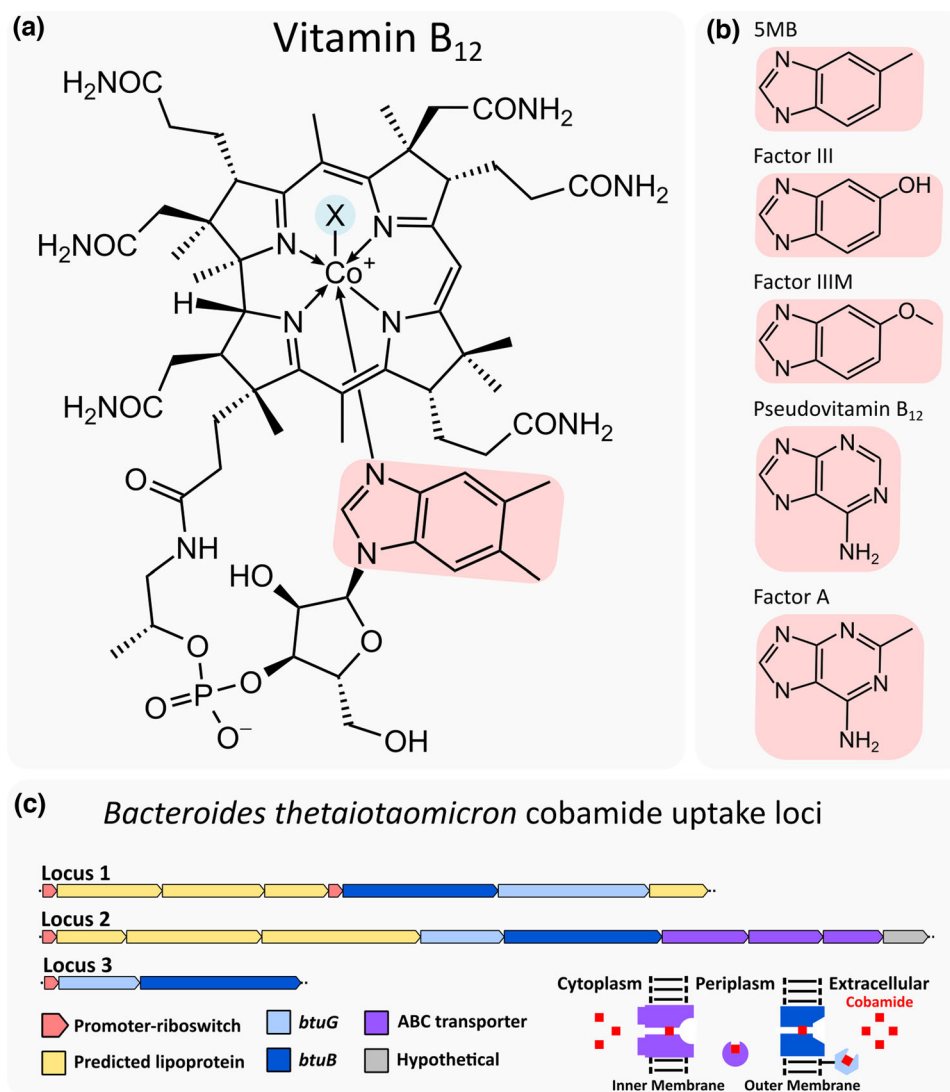 (a)
Vitamin B12
H2NOC
CONH2
CONH2
X
H2NOC
N
N
Co+
H
N
N
H2NOC
CONH2
O
N
NH
N
HO
O
O
O
P
O
O−
OH
(b)
5MB
N
N
Factor III
N
OH
N
Factor IIIM
N
O
N
Pseudovitamin B12
N
N
N
N
NH2
Factor A
N
N
N
N
NH2
(c)
Bacteroides thetaiotaomicron cobamide uptake loci
Locus 1
Locus 2
Locus 3
Promoter-riboswitch
btuG
ABC transporter
Predicted lipoprotein
btuB
Hypothetical
Cytoplasm
Periplasm
Extracellular
Cobamide
Inner Membrane
Outer Membrane